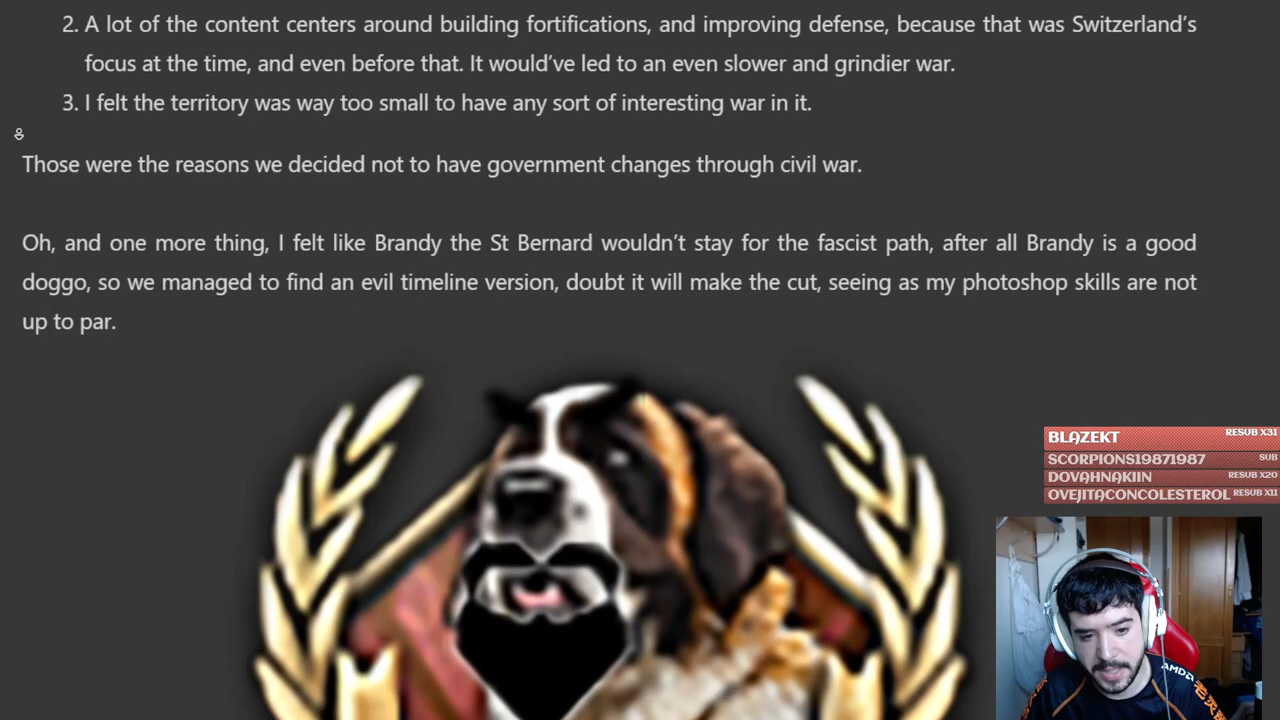 2. A lot of the content centers around building fortifications, and improving defense, because that was Switzerland's
focus at the time, and even before that. It would've led to an even slower and grindier war.
3. I felt the territory was way too small to have any sort of interesting war in it.
Those were the reasons we decided not to have government changes through civil war.
Oh, and one more thing, I felt like Brandy the St Bernard wouldn't stay for the fascist path, after all Brandy is a good
doggo, so we managed to find an evil timeline version, doubt it will make the cut, seeing as my photoshop skills are not
up to par.
BLAZEKT RESUB X31
SCORPIONS19871987 SUB
DOVAHNAKIIN RESUB X20
OVEJITACONCOLESTEROL RESUB X11
AMD